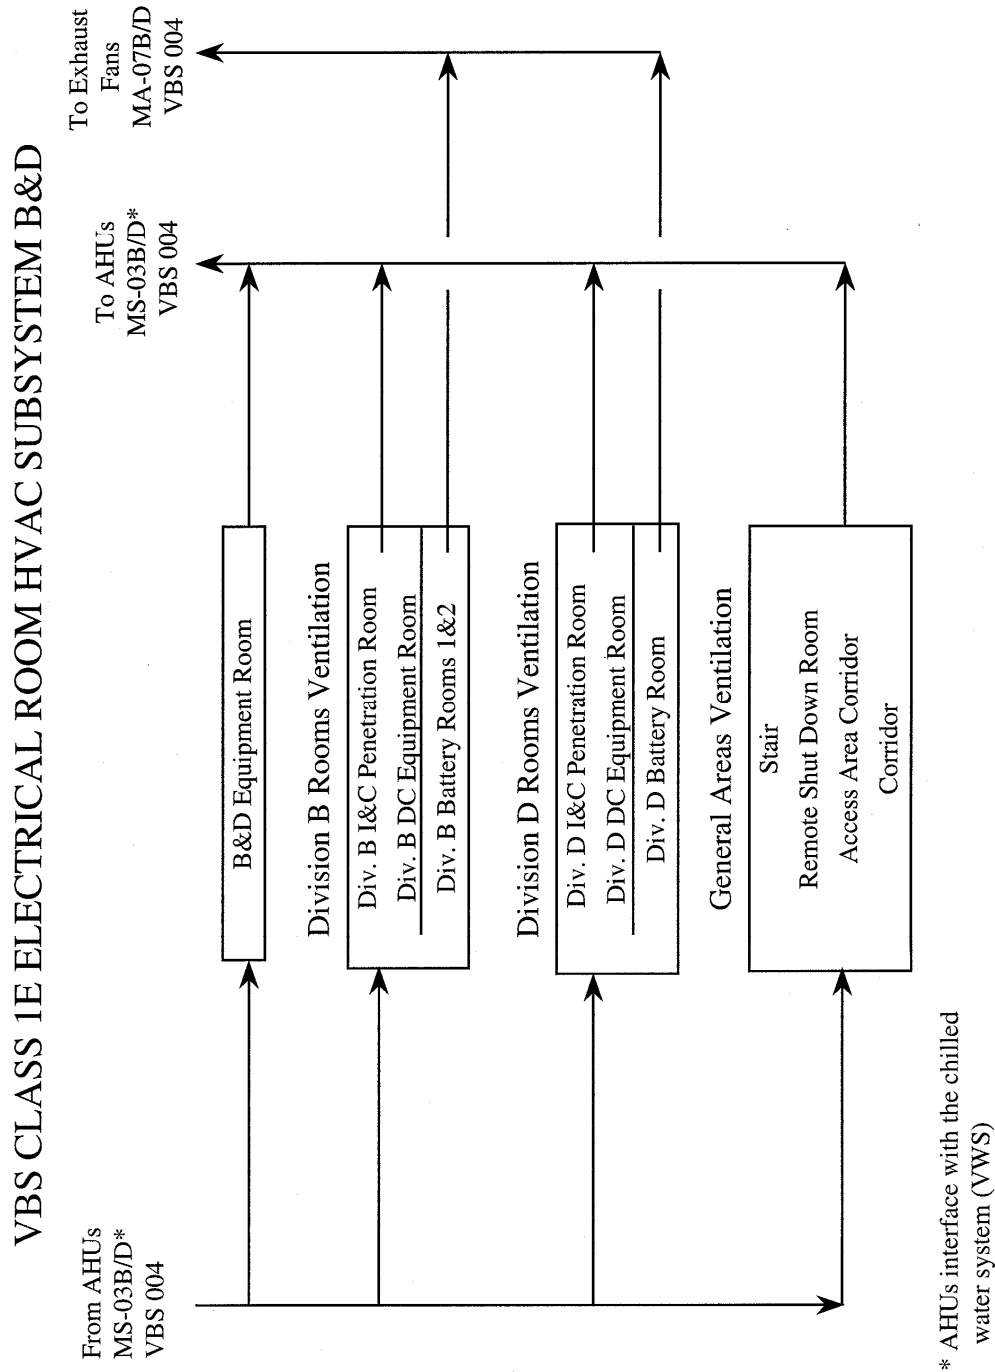 VBS CLASS 1E ELECTRICAL ROOM HVAC SUBSYSTEM B&D
From AHUs
MS-03B/D*
VBS 004
To AHUs
MS-03B/D*
VBS 004
To Exhaust
Fans
MA-07B/D
VBS 004
B&D Equipment Room
Division B Rooms Ventilation
Div. B I&C Penetration Room
Div. B DC Equipment Room
Div. B Battery Rooms 1&2
Division D Rooms Ventilation
Div. D I&C Penetration Room
Div. D DC Equipment Room
Div. D Battery Room
General Areas Ventilation
Stair
Remote Shut Down Room
Access Area Corridor
Corridor
* AHUs interface with the chilled
water system (VWS)